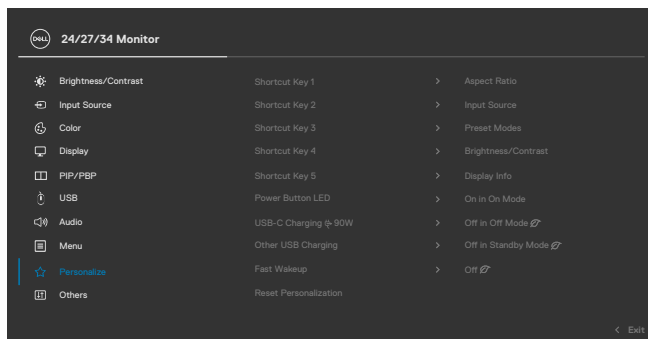 DELL 24/27/34 Monitor
Brightness/Contrast Shortcut Key 1 > Aspect Ratio
Input Source Shortcut Key 2 > Input Source
Color Shortcut Key 3 > Preset Modes
Display Shortcut Key 4 > Brightness/Contrast
PIP/PBP Shortcut Key 5 > Display Info
USB Power Button LED > On in On Mode
Audio USB-C Charging 90W > Off in Off Mode
Menu Other USB Charging > Off in Standby Mode
Personalize Fast Wakeup > Off
Others Reset Personalization
< Exit